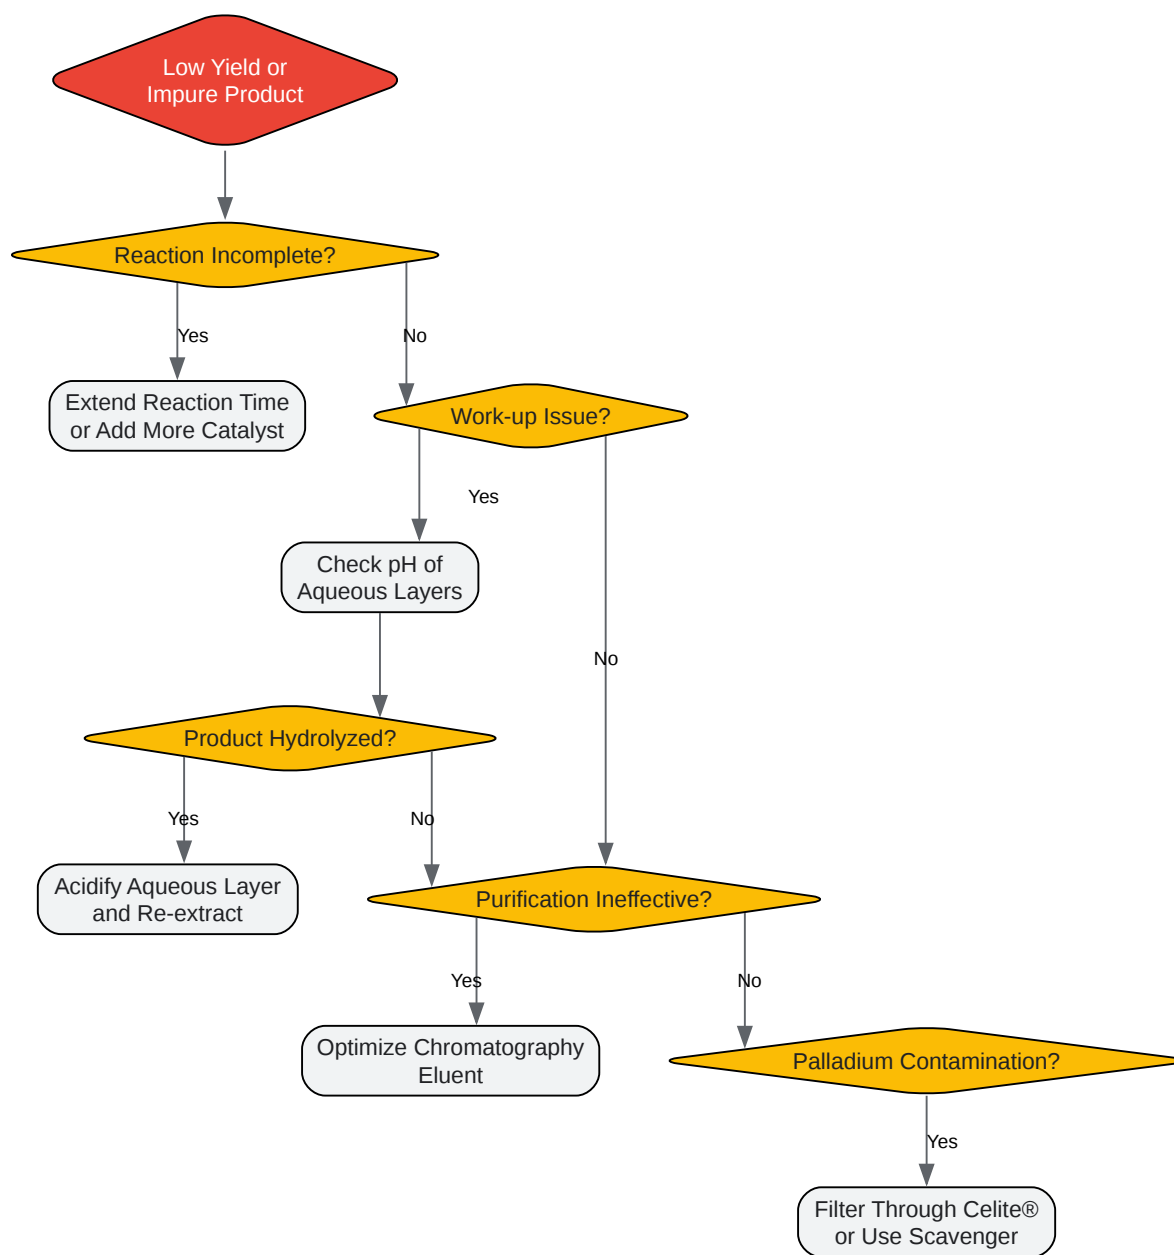 Low Yield or
Impure Product
Reaction Incomplete?
Yes
No
Extend Reaction Time
or Add More Catalyst
Work-up Issue?
Yes
Check pH of
Aqueous Layers
No
Product Hydrolyzed?
Yes
No
Acidify Aqueous Layer
and Re-extract
Purification Ineffective?
Yes
No
Optimize Chromatography
Eluent
Palladium Contamination?
Yes
Filter Through Celite®
or Use Scavenger